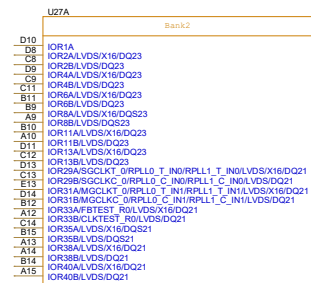 U27A
Bank2
D10 IOR1A
D8 IOR2A/LVDS/X16/DQ23
C8 IOR2B/LVDS/DQ23
D9 IOR4A/LVDS/X16/DQ23
C9 IOR4B/LVDS/DQ23
C11 IOR6A/LVDS/X16/DQ23
B11 IOR6B/LVDS/DQ23
B9 IOR8A/LVDS/X16/DQS23
A9 IOR8B/LVDS/DQS23
B10 IOR11A/LVDS/X16/DQ23
A10 IOR11B/LVDS/DQ23
D11 IOR13A/LVDS/X16/DQ23
C12 IOR13B/LVDS/DQ23
D13 IOR29A/SGCLKT_0/RPLL0_T_IN0/RPLL1_T_IN0/LVDS/X16/DQ21
C13 IOR29B/SGCLKC_0/RPLL0_C_IN0/RPLL1_C_IN0/LVDS/DQ21
E13 IOR31A/MGCLKT_0/RPLL0_T_IN1/RPLL1_T_IN1/LVDS/X16/DQ21
D14 IOR31B/MGCLKC_0/RPLL0_C_IN1/RPLL1_C_IN1/LVDS/DQ21
B12 IOR33A/FBTEST_R0/LVDS/X16/DQ21
A12 IOR33B/CLKTEST_R0/LVDS/DQ21
C14 IOR35A/LVDS/X16/DQS21
B15 IOR35B/LVDS/DQS21
A13 IOR38A/LVDS/X16/DQ21
A14 IOR38B/LVDS/DQ21
B14 IOR40A/LVDS/X16/DQ21
A15 IOR40B/LVDS/DQ21